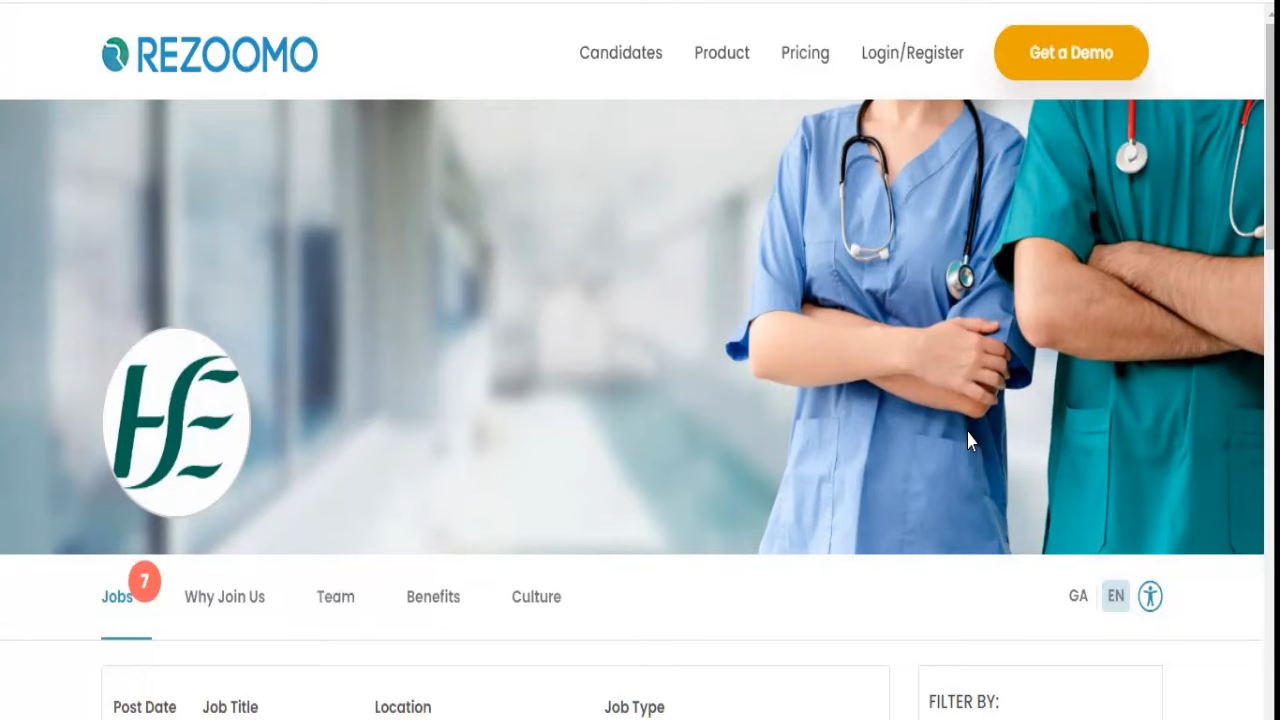 REZOOMO
Candidates Product Pricing Login/Register Get a Demo
HSE
Jobs 7 Why Join Us Team Benefits Culture GA EN
Post Date Job Title Location Job Type FILTER BY: